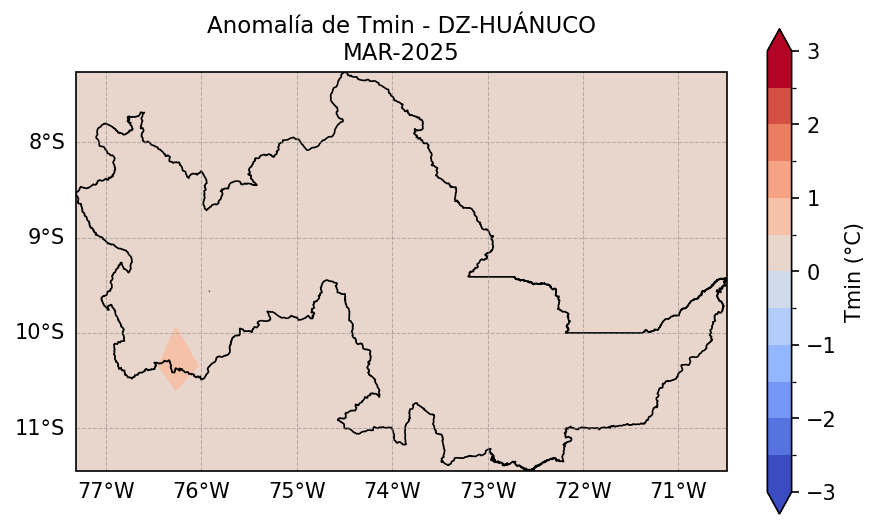 Anomalía de Tmin - DZ-HUÁNUCO
MAR-2025
8°S
9°S
10°S
11°S
77°W
76°W
75°W
74°W
73°W
72°W
71°W
3
2
1
0
−1
−2
−3
Tmin (°C)